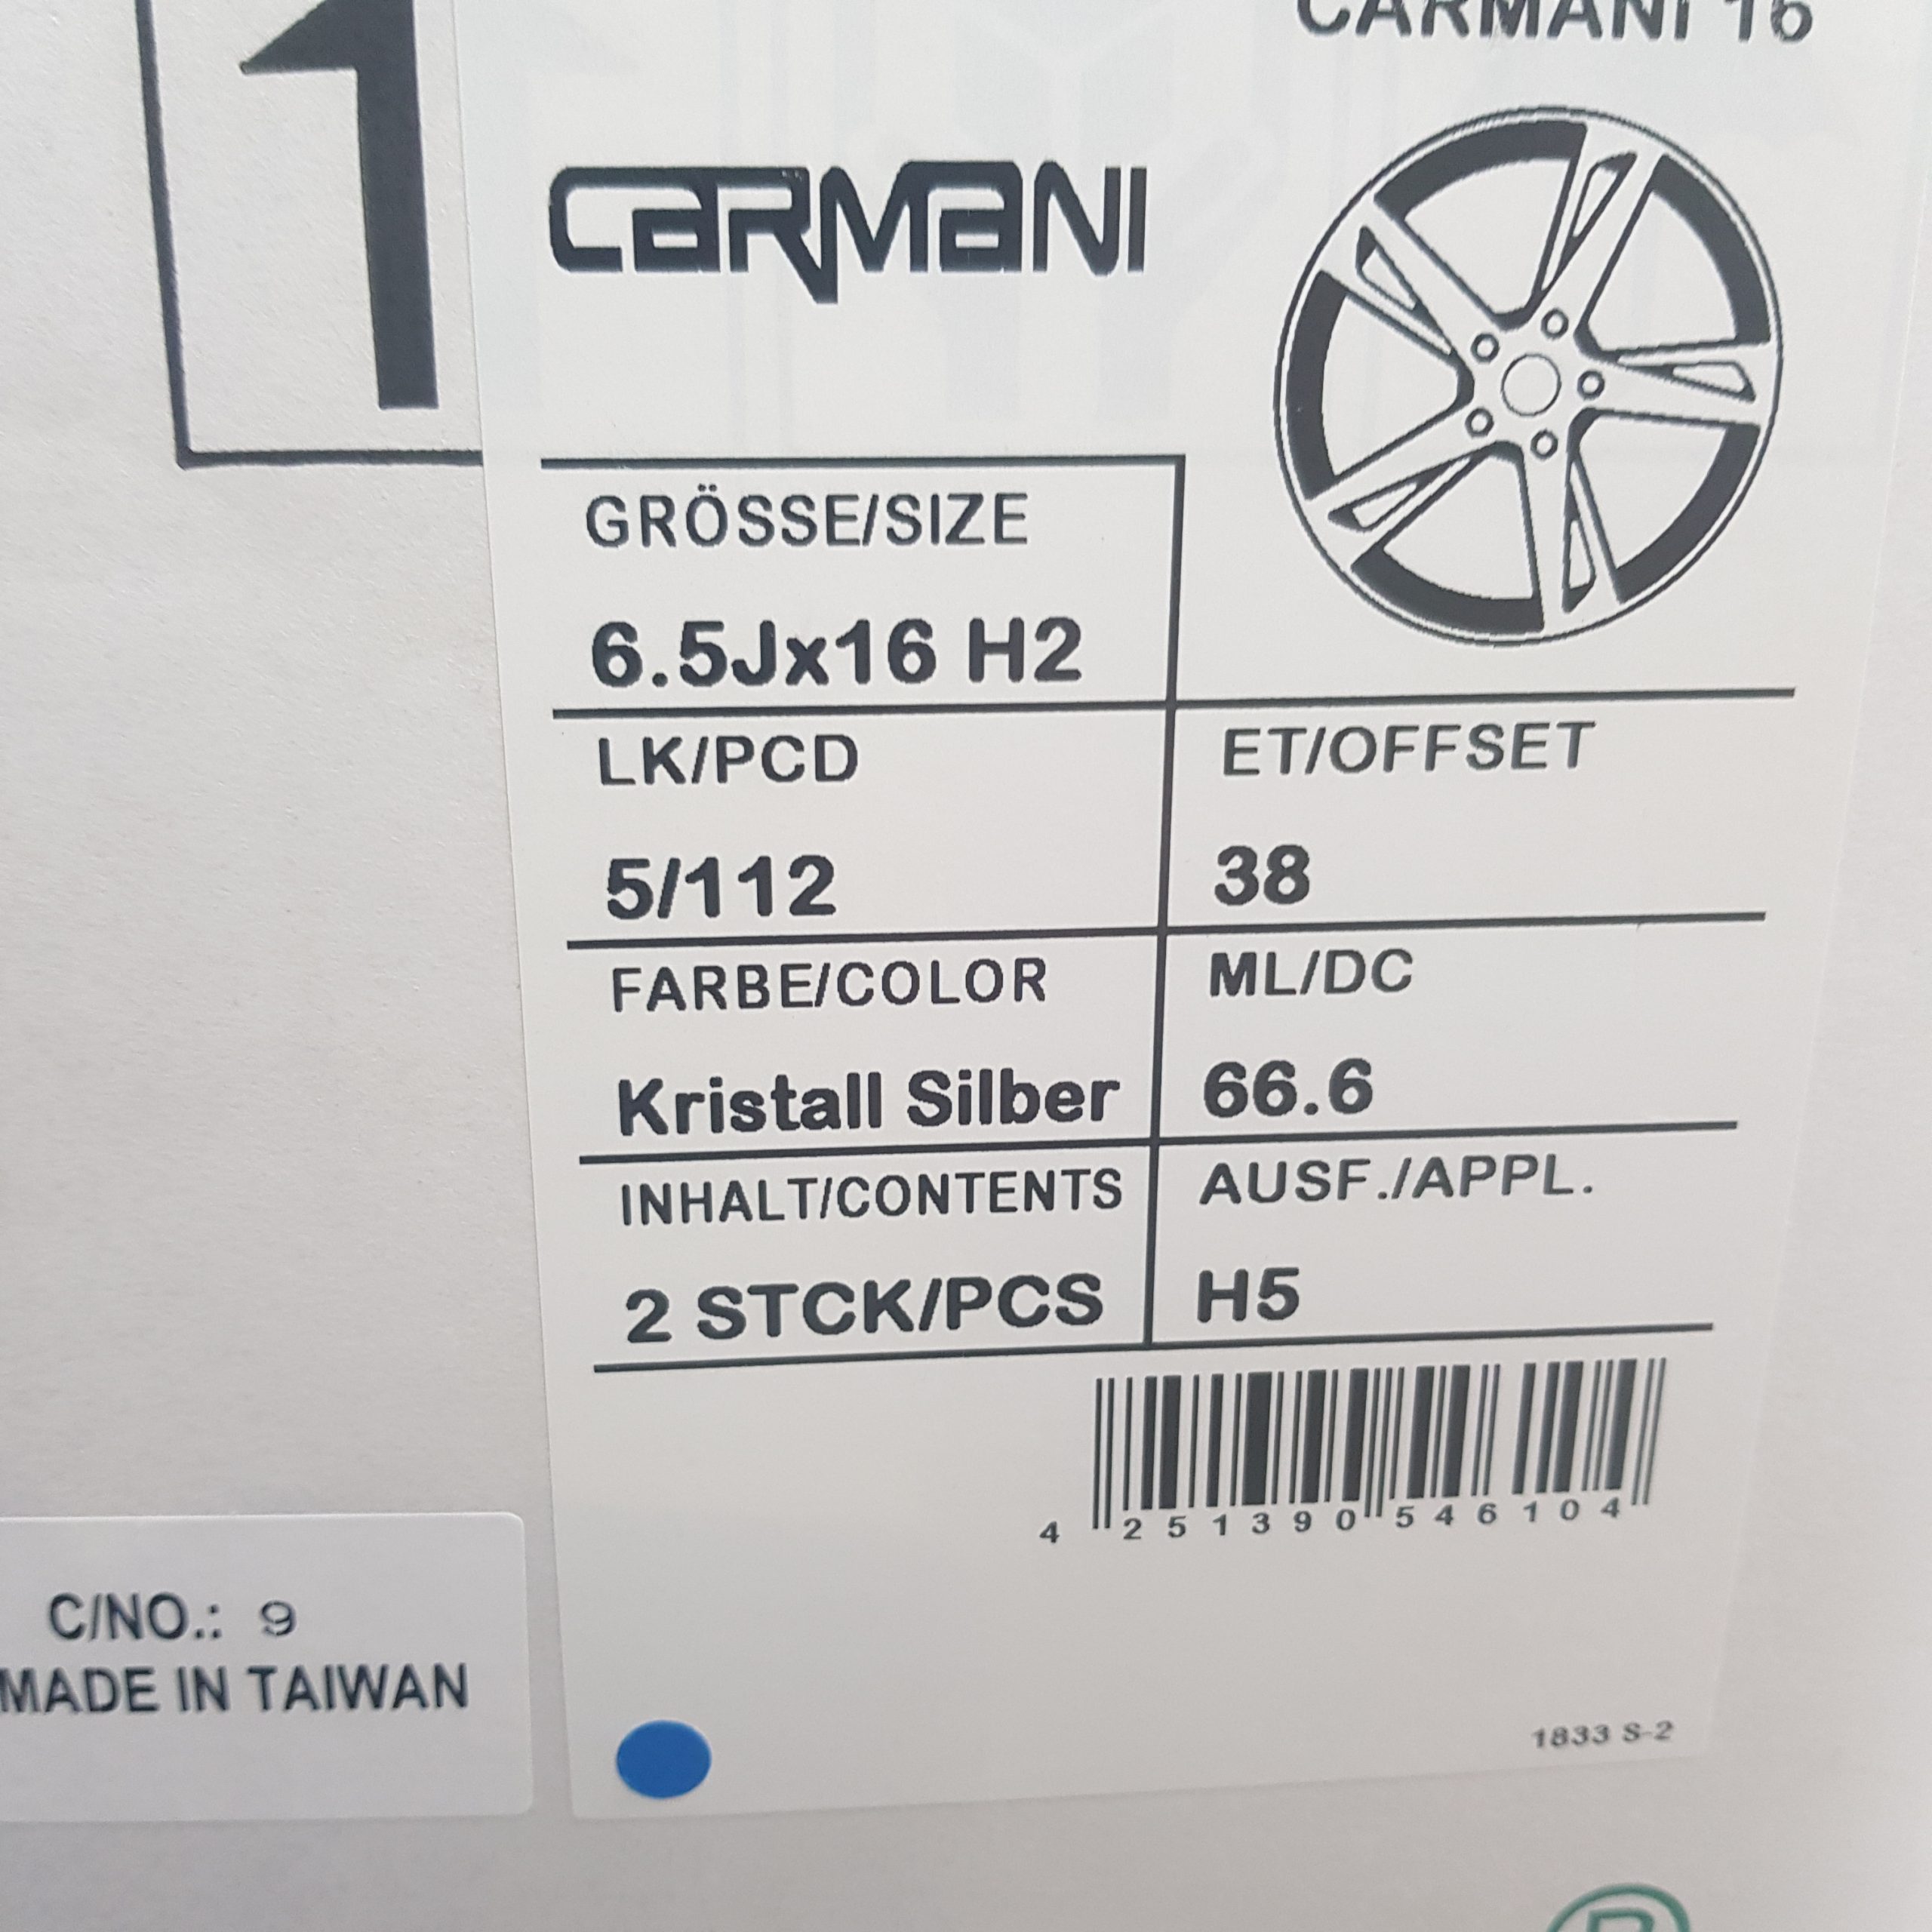 1
CARMANI 16
CARMANI
GRÖSSE/SIZE
6.5Jx16 H2
LK/PCD
5/112
ET/OFFSET
38
FARBE/COLOR
Kristall Silber
ML/DC
66.6
INHALT/CONTENTS
2 STCK/PCS
AUSF./APPL.
H5
4 251390 546104
C/NO.: 9
MADE IN TAIWAN
1833 S-2